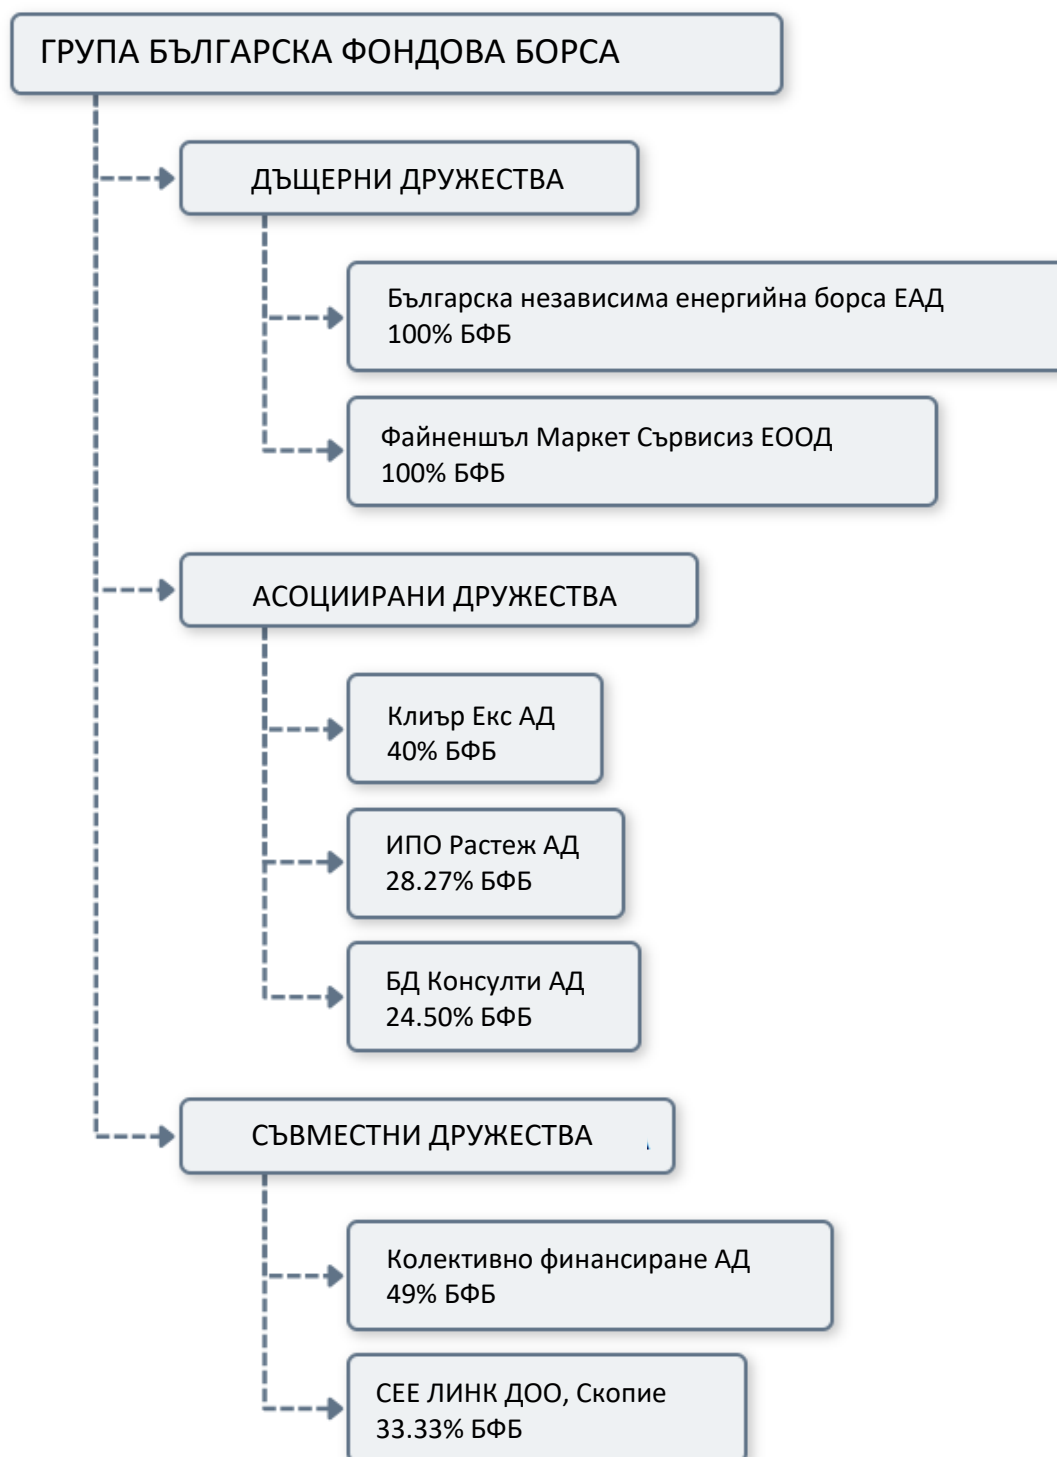 ГРУПА БЪЛГАРСКА ФОНДОВА БОРСА
ДЪЩЕРНИ ДРУЖЕСТВА
Българска независима енергийна борса ЕАД
100% БФБ
Файненшъл Маркет Сървисиз ЕООД
100% БФБ
АСОЦИИРАНИ ДРУЖЕСТВА
Клиър Екс АД
40% БФБ
ИПО Растеж АД
28.27% БФБ
БД Консулти АД
24.50% БФБ
СЪВМЕСТНИ ДРУЖЕСТВА
Колективно финансиране АД
49% БФБ
СЕЕ ЛИНК ДОО, Скопие
33.33% БФБ